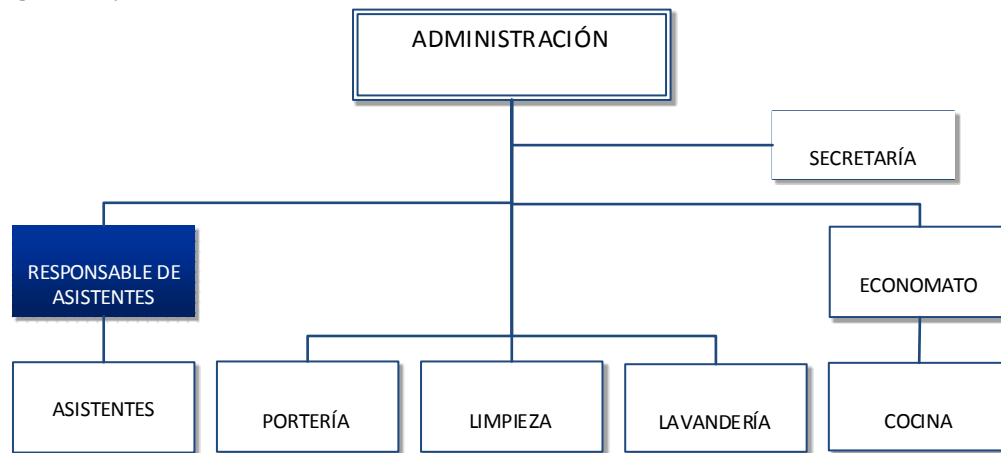 ADMINISTRACIÓN
SECRETARÍA
RESPONSABLE DE
ASISTENTES
ECONOMATO
ASISTENTES
PORTERÍA
LIMPIEZA
LAVANDERÍA
COCINA